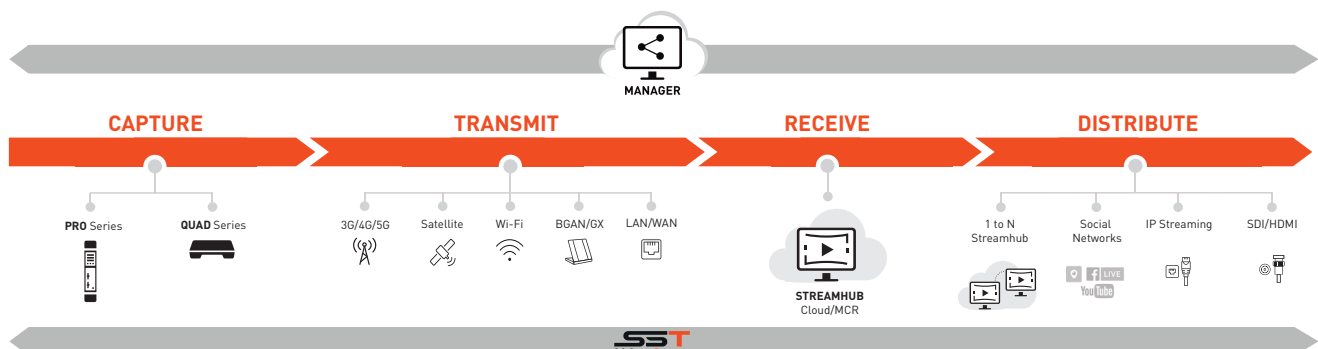 MANAGER
CAPTURE
TRANSMIT
RECEIVE
DISTRIBUTE
PRO Series
QUAD Series
3G/4G/5G
Satellite
Wi-Fi
BGAN/GX
LAN/WAN
STREAMHUB
Cloud/MCR
1 to N
Streamhub
Social
Networks
IP Streaming
SDI/HDMI
f LIVE
YouTube
SST